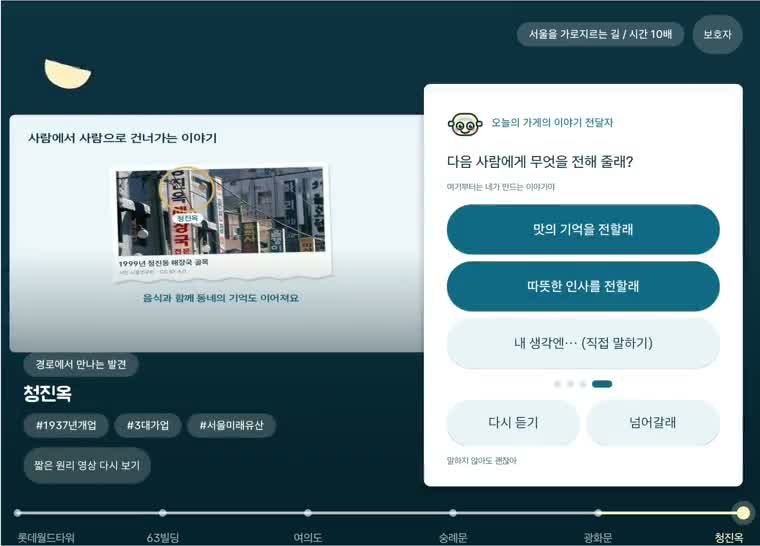 서울을 가로지르는 길 / 시간 10배
보호자
사람에서 사람으로 건너가는 이야기
청진옥
1999년 청진동 해장국 골목
음식과 함께 동네의 기억도 이어져요
오늘의 가게의 이야기 전달자
다음 사람에게 무엇을 전해 줄래?
여기부터는 네가 만드는 이야기야
맛의 기억을 전할래
따뜻한 인사를 전할래
내 생각엔… (직접 말하기)
다시 듣기
넘어갈래
말하지 않아도 괜찮아
경로에서 만나는 발견
청진옥
#1937년개업
#3대가업
#서울미래유산
짧은 원리 영상 다시 보기
롯데월드타워
63빌딩
여의도
숭례문
광화문
청진옥